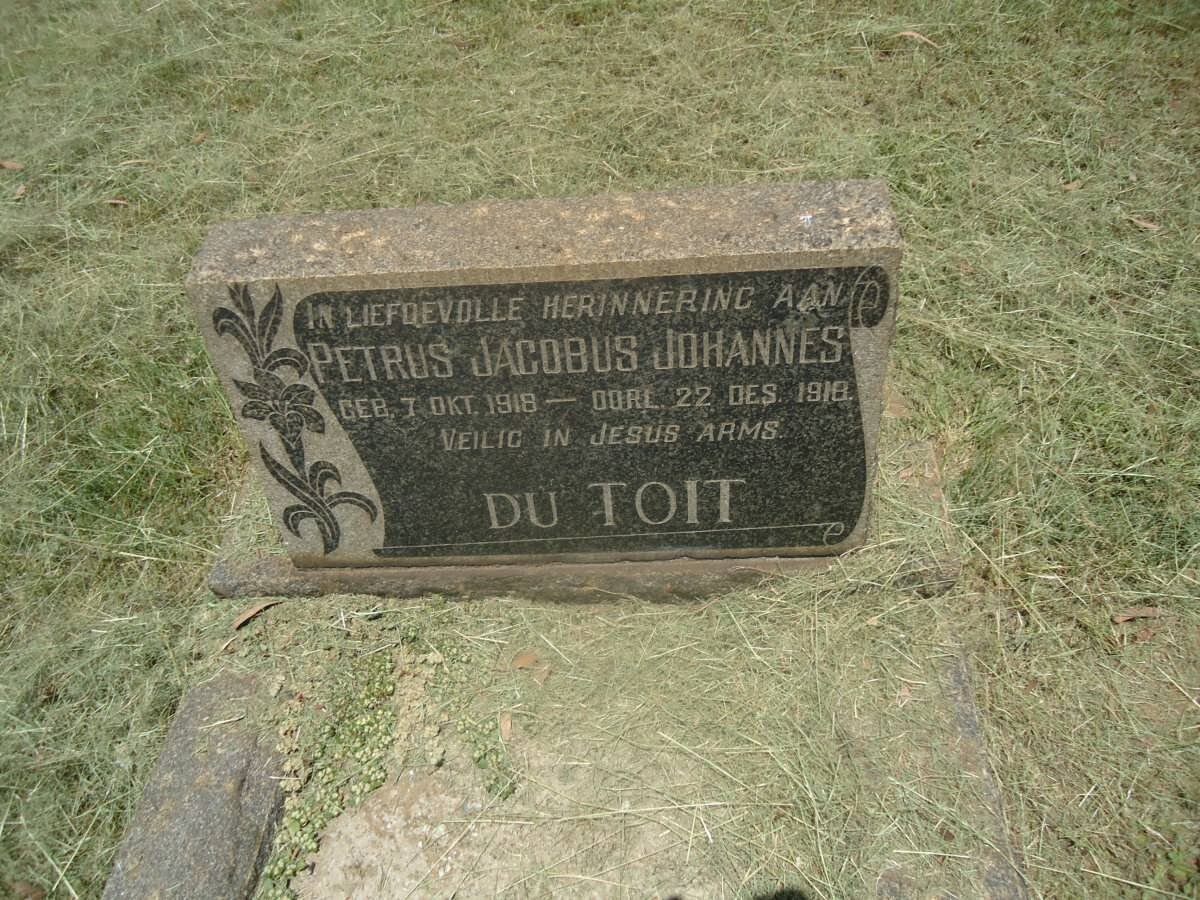 IN LIEFDEVOLLE HERINNERING AAN
PETRUS JACOBUS JOHANNES
GEB. 7 OKT. 1918 — OORL. 22 DES. 1918.
VEILIG IN JESUS ARMS.
DU TOIT